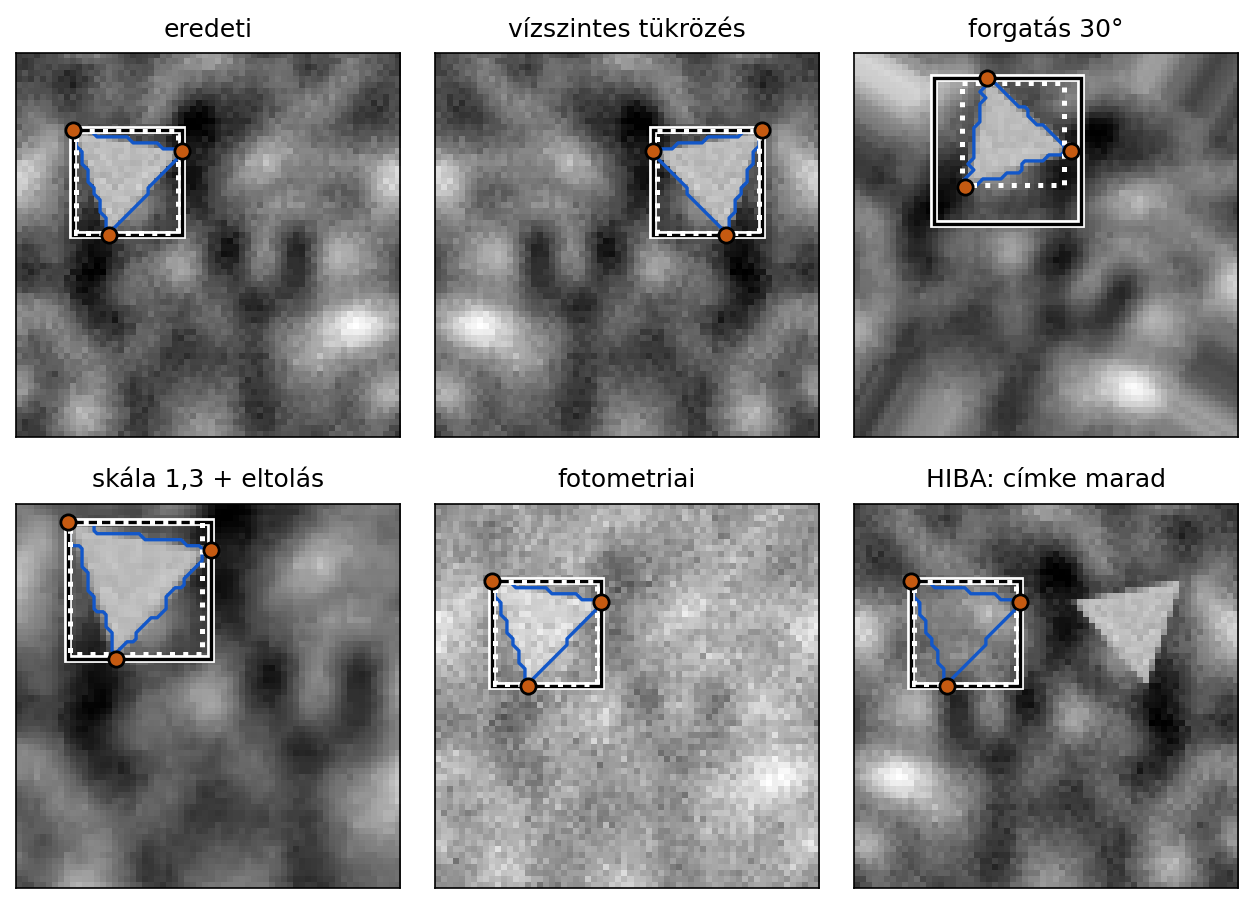 eredeti
vízszintes tükrözés
forgatás 30°
skála 1,3 + eltolás
fotometriai
HIBA: címke marad